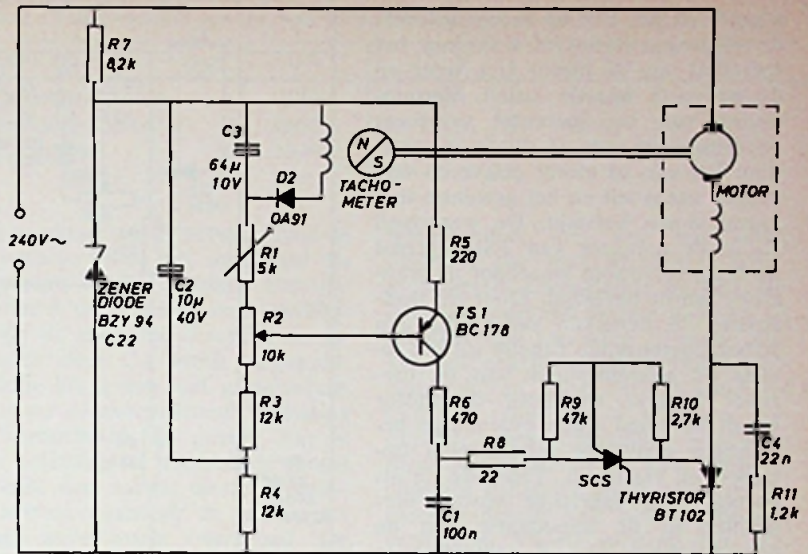 R7
8,2k
C3
64µ
10V
D2
OA91
N
S
TACHO-
METER
MOTOR
240V~
ZENER
DIODE
BZY 94
C22
C2
10µ
40V
R1
5k
R5
220
R2
10k
TS1
BC178
R3
12k
R6
470
R9
47k
R10
2,7k
R8
22
SCS
THYRISTOR
BT102
C4
22n
R11
1,2k
R4
12k
C1
100n